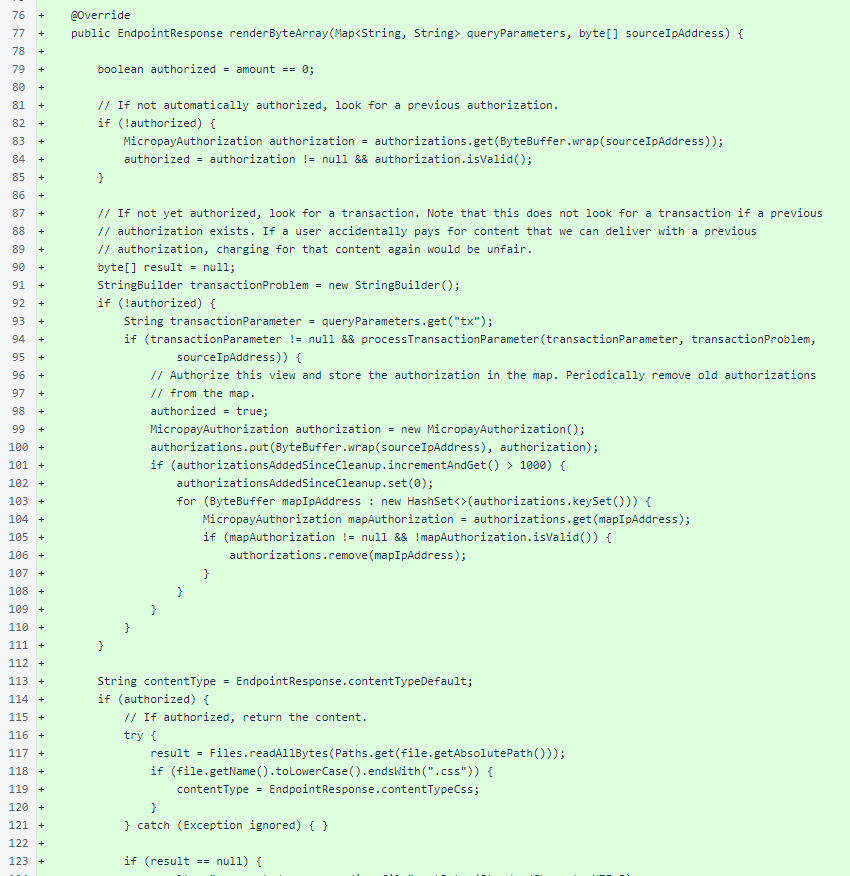 76 + @Override
77 + public EndpointResponse renderByteArray(Map<String, String> queryParameters, byte[] sourceIpAddress) {
78 +
79 + boolean authorized = amount == 0;
80 +
81 + // If not automatically authorized, look for a previous authorization.
82 + if (!authorized) {
83 + MicropayAuthorization authorization = authorizations.get(ByteBuffer.wrap(sourceIpAddress));
84 + authorized = authorization != null && authorization.isValid();
85 + }
86 +
87 + // If not yet authorized, look for a transaction. Note that this does not look for a transaction if a previous
88 + // authorization exists. If a user accidentally pays for content that we can deliver with a previous
89 + // authorization, charging for that content again would be unfair.
90 + byte[] result = null;
91 + StringBuilder transactionProblem = new StringBuilder();
92 + if (!authorized) {
93 + String transactionParameter = queryParameters.get("tx");
94 + if (transactionParameter != null && processTransactionParameter(transactionParameter, transactionProblem,
95 + sourceIpAddress)) {
96 + // Authorize this view and store the authorization in the map. Periodically remove old authorizations
97 + // from the map.
98 + authorized = true;
99 + MicropayAuthorization authorization = new MicropayAuthorization();
100 + authorizations.put(ByteBuffer.wrap(sourceIpAddress), authorization);
101 + if (authorizationsAddedSinceCleanup.incrementAndGet() > 1000) {
102 + authorizationsAddedSinceCleanup.set(0);
103 + for (ByteBuffer mapIpAddress : new HashSet<>(authorizations.keySet())) {
104 + MicropayAuthorization mapAuthorization = authorizations.get(mapIpAddress);
105 + if (mapAuthorization != null && !mapAuthorization.isValid()) {
106 + authorizations.remove(mapIpAddress);
107 + }
108 + }
109 + }
110 + }
111 + }
112 +
113 + String contentType = EndpointResponse.contentTypeDefault;
114 + if (authorized) {
115 + // If authorized, return the content.
116 + try {
117 + result = Files.readAllBytes(Paths.get(file.getAbsolutePath()));
118 + if (file.getName().toLowerCase().endsWith(".css")) {
119 + contentType = EndpointResponse.contentTypeCss;
120 + }
121 + } catch (Exception ignored) { }
122 +
123 + if (result == null) {